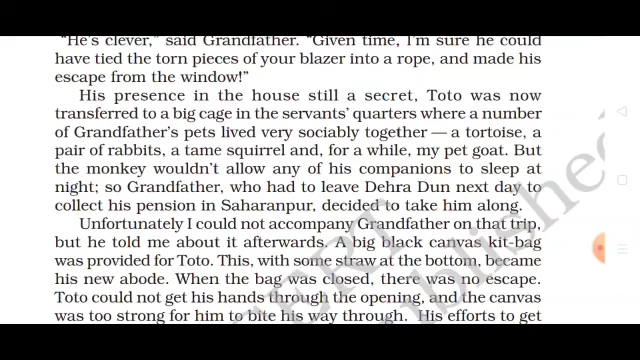 "He's clever," said Grandfather. "Given time, I'm sure he could
have tied the torn pieces of your blazer into a rope, and made his
escape from the window!"
His presence in the house still a secret, Toto was now
transferred to a big cage in the servants' quarters where a number
of Grandfather's pets lived very sociably together — a tortoise, a
pair of rabbits, a tame squirrel and, for a while, my pet goat. But
the monkey wouldn't allow any of his companions to sleep at
night; so Grandfather, who had to leave Dehra Dun next day to
collect his pension in Saharanpur, decided to take him along.
Unfortunately I could not accompany Grandfather on that trip,
but he told me about it afterwards. A big black canvas kit-bag
was provided for Toto. This, with some straw at the bottom, became
his new abode. When the bag was closed, there was no escape.
Toto could not get his hands through the opening, and the canvas
was too strong for him to bite his way through. His efforts to get